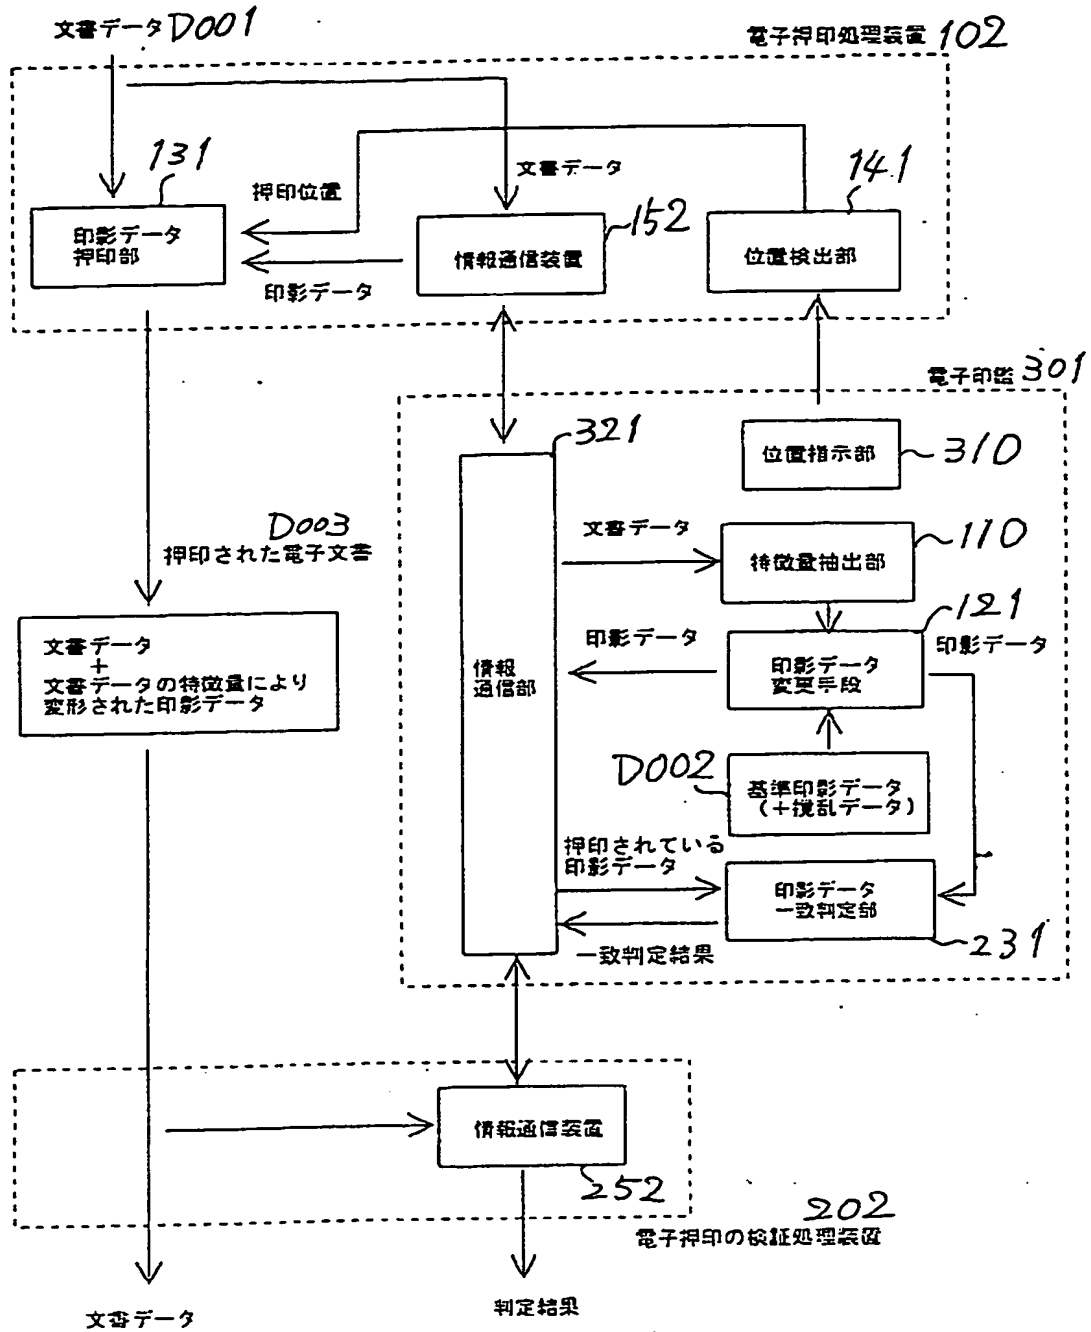 文書データ D001
電子押印処理装置 102
131
押印位置
文書データ
141
印影データ
押印部
152
情報通信装置
位置検出部
印影データ
電子印鑑 301
321
位置指示部
310
D003
押印された電子文書
文書データ
110
特徴量抽出部
121
文書データ
+
文書データの特徴量により
変形された印影データ
情報
通信部
印影データ
印影データ
変更手段
印影データ
D002
基準印影データ
(+撹乱データ)
押印されている
印影データ
印影データ
一致判定部
231
一致判定結果
情報通信装置
252
202
電子押印の検証処理装置
文書データ
判定結果